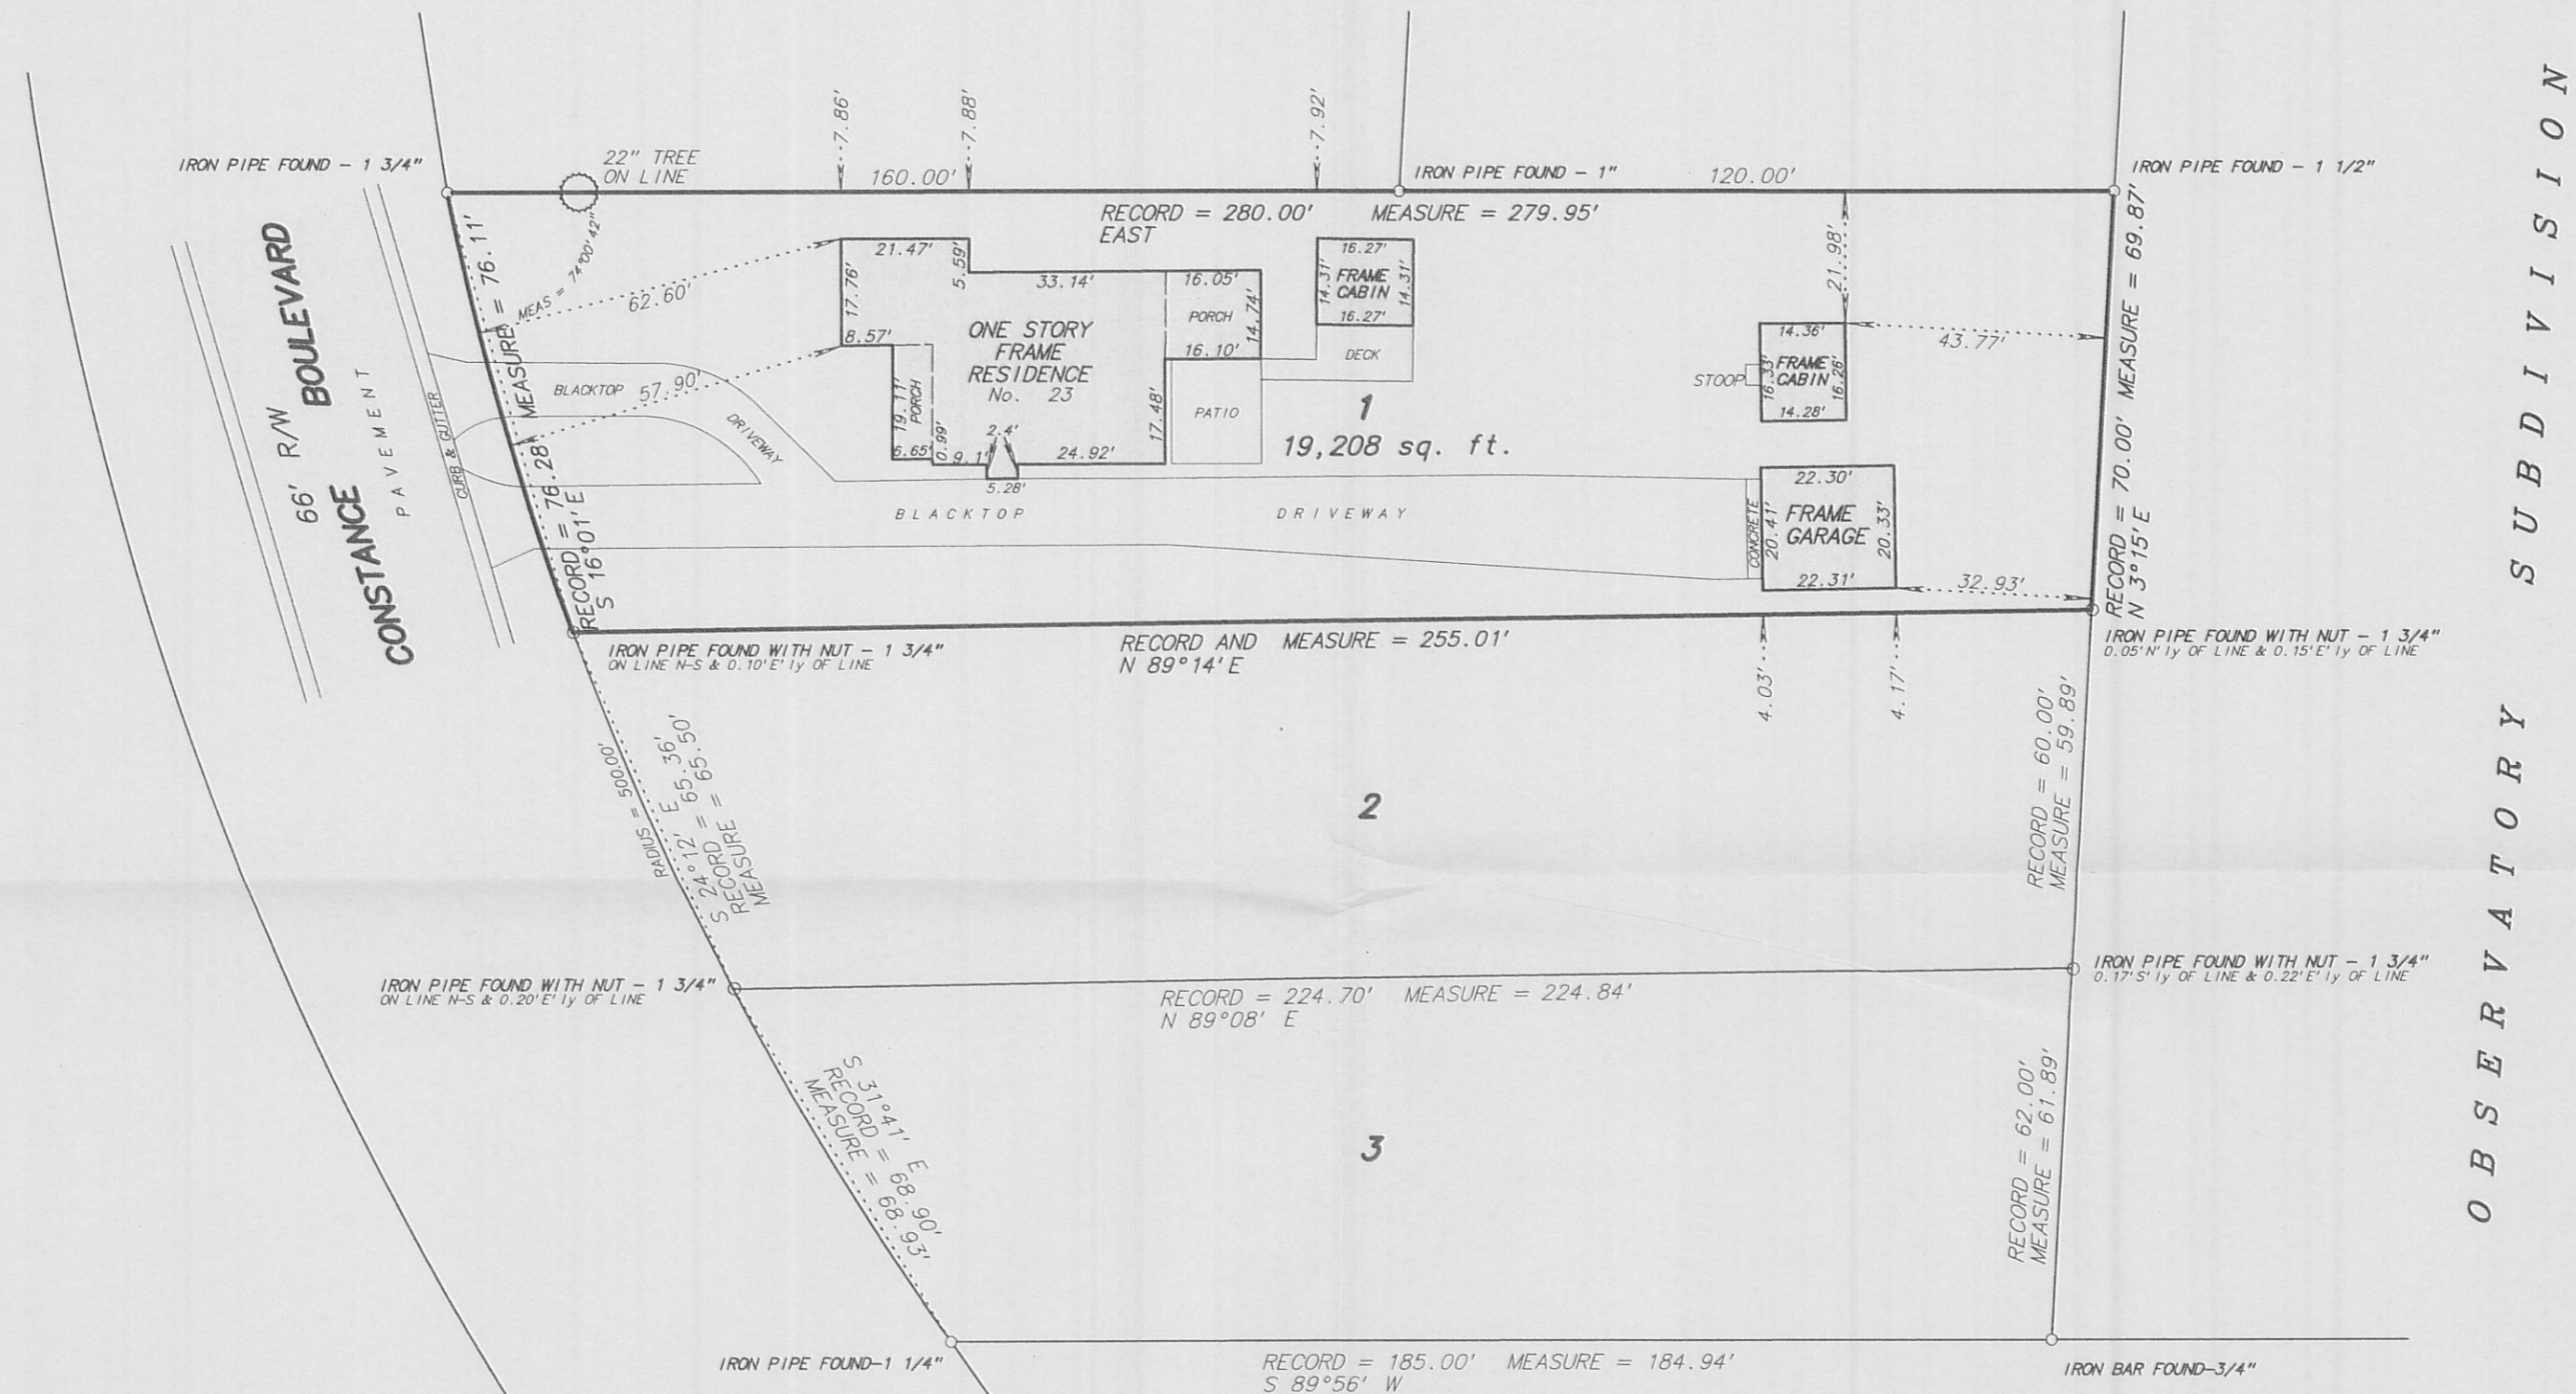 7.86'
7.88'
7.92'
IRON PIPE FOUND - 1 3/4"
22" TREE
ON LINE
160.00'
IRON PIPE FOUND - 1"
120.00'
IRON PIPE FOUND - 1 1/2"
RECORD = 280.00' MEASURE = 279.95'
EAST
66' R/W
CONSTANCE BOULEVARD
PAVEMENT
CURB & GUTTER
RECORD = 76.28' MEASURE = 76.11'
S 16°01' E
MEAS = 74°00'42"
62.60'
57.90'
BLACKTOP
DRIVEWAY
21.47'
5.59'
17.76'
33.14'
8.57'
19.11'
PORCH
6.65'
0.99'
9.1'
2.4'
5.28'
24.92'
17.48'
ONE STORY
FRAME
RESIDENCE
No. 23
16.05'
PORCH
14.74'
16.10'
PATIO
16.27'
14.31'
FRAME
CABIN
14.31'
16.27'
DECK
1
19,208 sq. ft.
21.98'
43.77'
14.36'
16.33'
FRAME
CABIN
16.26'
14.28'
STOOP
22.30'
CONCRETE
20.41'
FRAME
GARAGE
20.33'
22.31'
32.93'
BLACKTOP DRIVEWAY
RECORD = 70.00' MEASURE = 69.87'
N 3°15' E
IRON PIPE FOUND WITH NUT - 1 3/4"
ON LINE N-S & 0.10' E'ly OF LINE
RECORD AND MEASURE = 255.01'
N 89°14' E
4.03'
4.17'
IRON PIPE FOUND WITH NUT - 1 3/4"
0.05' N'ly OF LINE & 0.15' E'ly OF LINE
RADIUS = 500.00'
S 24°12' E
65.36'
RECORD = 65.50'
MEASURE = 65.50'
2
RECORD = 60.00'
MEASURE = 59.89'
IRON PIPE FOUND WITH NUT - 1 3/4"
ON LINE N-S & 0.20' E'ly OF LINE
RECORD = 224.70' MEASURE = 224.84'
N 89°08' E
IRON PIPE FOUND WITH NUT - 1 3/4"
0.17' S'ly OF LINE & 0.22' E'ly OF LINE
S 31°41' E
RECORD = 68.90'
MEASURE = 68.93'
3
RECORD = 62.00'
MEASURE = 61.89'
IRON PIPE FOUND-1 1/4"
RECORD = 185.00' MEASURE = 184.94'
S 89°56' W
IRON BAR FOUND-3/4"
OBSERVATORY SUBDIVISION